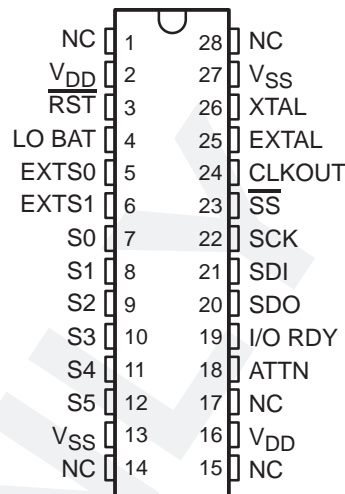 NC 1 28 NC
VDD 2 27 VSS
RST 3 26 XTAL
LO BAT 4 25 EXTAL
EXTS0 5 24 CLKOUT
EXTS1 6 23 SS
S0 7 22 SCK
S1 8 21 SDI
S2 9 20 SDO
S3 10 19 I/O RDY
S4 11 18 ATTN
S5 12 17 NC
VSS 13 16 VDD
NC 14 15 NC